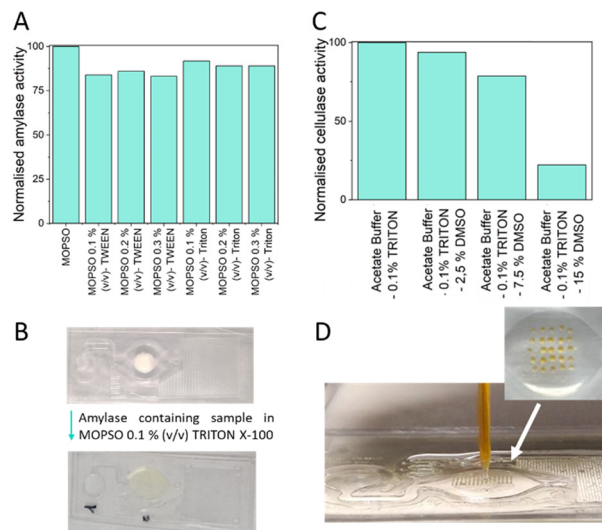 A
Normalised amylase activity
100
75
50
25
0
MOPSO
MOPSO 0.1 %
(v/v)- TWEEN
MOPSO 0.2 %
(v/v)- TWEEN
MOPSO 0.3 %
(v/v)- TWEEN
MOPSO 0.1 %
(v/v)- Triton
MOPSO 0.2 %
(v/v)- Triton
MOPSO 0.3 %
(v/v)- Triton
C
Normalised cellulase activity
100
75
50
25
0
Acetate Buffer
- 0.1% TRITON
Acetate Buffer
- 0.1% TRITON
- 2,5 % DMSO
Acetate Buffer
- 0.1% TRITON
- 7.5 % DMSO
Acetate Buffer
- 0.1% TRITON
- 15 % DMSO
B
Amylase containing sample in
MOPSO 0.1 % (v/v) TRITON X-100
D